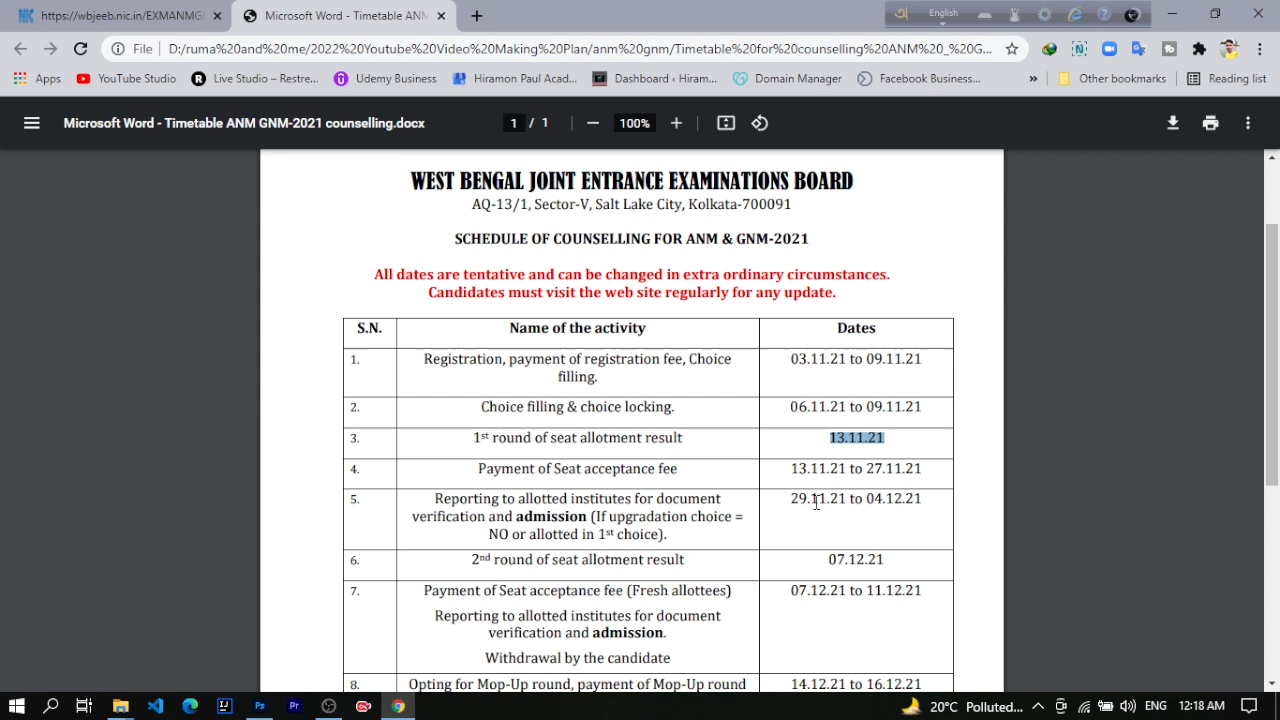 https://wbjeeb.nic.in/EXMANMG
Microsoft Word - Timetable ANM
English
File
D:/ruma%20and%20me/2022%20Youtube%20Video%20Making%20Plan/anm%20gnm/Timetable%20for%20counselling%20ANM%20_%20G...
Apps
YouTube Studio
Live Studio – Restre...
Udemy Business
Hiramon Paul Acad...
Dashboard ‹ Hiram...
Domain Manager
Facebook Business...
»
Other bookmarks
Reading list
Microsoft Word - Timetable ANM GNM-2021 counselling.docx
1 / 1
100%
WEST BENGAL JOINT ENTRANCE EXAMINATIONS BOARD
AQ-13/1, Sector-V, Salt Lake City, Kolkata-700091
SCHEDULE OF COUNSELLING FOR ANM & GNM-2021
All dates are tentative and can be changed in extra ordinary circumstances.
Candidates must visit the web site regularly for any update.
S.N. Name of the activity Dates
1. Registration, payment of registration fee, Choice 03.11.21 to 09.11.21
filling.
2. Choice filling & choice locking. 06.11.21 to 09.11.21
3. 1st round of seat allotment result 13.11.21
4. Payment of Seat acceptance fee 13.11.21 to 27.11.21
5. Reporting to allotted institutes for document 29.11.21 to 04.12.21
verification and admission (If upgradation choice =
NO or allotted in 1st choice).
6. 2nd round of seat allotment result 07.12.21
7. Payment of Seat acceptance fee (Fresh allottees) 07.12.21 to 11.12.21
Reporting to allotted institutes for document
verification and admission.
Withdrawal by the candidate
8. Opting for Mop-Up round, payment of Mop-Up round 14.12.21 to 16.12.21
20°C Polluted... ENG 12:18 AM